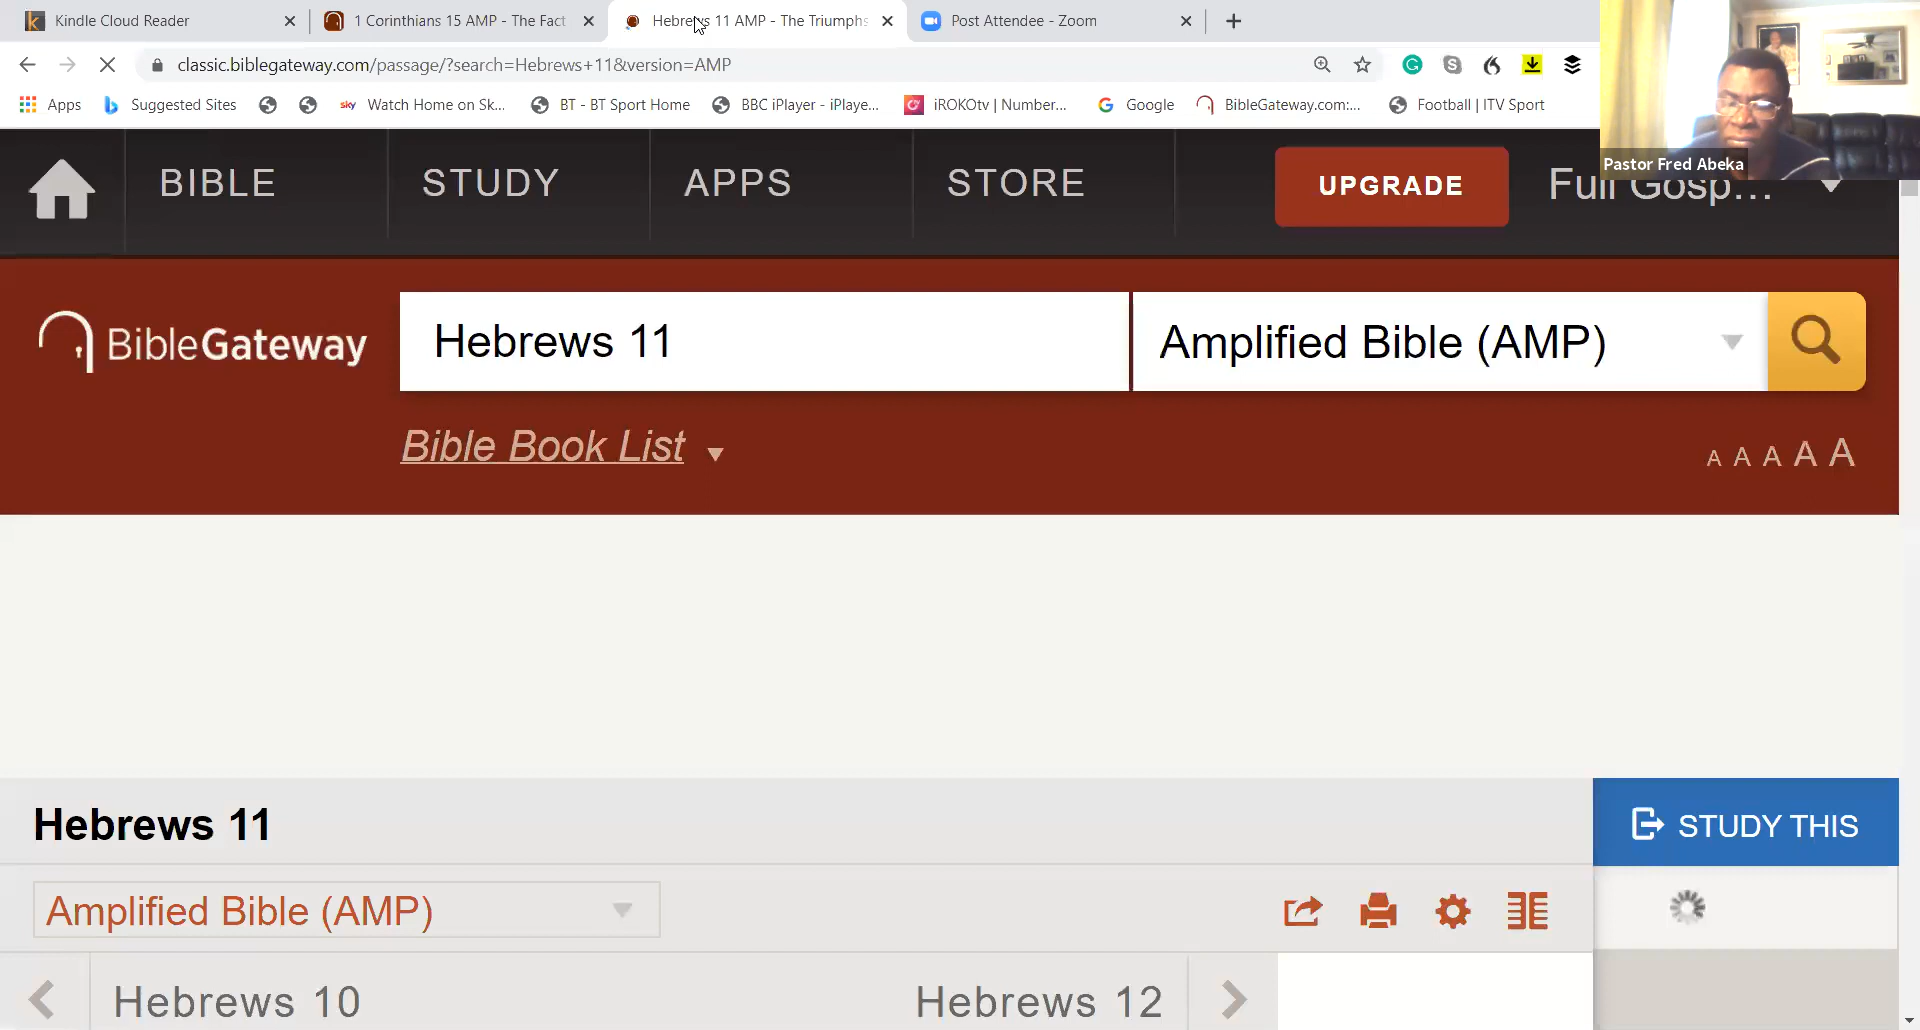 Kindle Cloud Reader
1 Corinthians 15 AMP - The Fact
Hebrews 11 AMP - The Triumphs
Post Attendee - Zoom
classic.biblegateway.com/passage/?search=Hebrews+11&version=AMP
Apps
Suggested Sites
sky Watch Home on Sk...
BT - BT Sport Home
BBC iPlayer - iPlaye...
iROKOtv | Number...
Google
BibleGateway.com:...
Football | ITV Sport
Pastor Fred Abeka
BIBLE
STUDY
APPS
STORE
UPGRADE
Full Gosp...
BibleGateway
Hebrews 11
Amplified Bible (AMP)
Bible Book List
A A A A A
Hebrews 11
STUDY THIS
Amplified Bible (AMP)
Hebrews 10
Hebrews 12